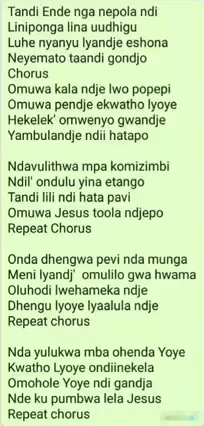 Tandi Ende nga nepola ndi
Liniponga lina uudhigu
Luhe nyanyu lyandje eshona
Neyemato taandi gondjo
Chorus
Omuwa kala ndje lwo popepi
Omuwa pendje ekwatho lyoye
Hekelek' omwenyo gwandje
Yambulandje ndii hatapo

Ndavulithwa mpa komizimbi
Ndil' ondulu yina etango
Tandi lili ndi hata pavi
Omuwa Jesus toola ndjepo
Repeat Chorus

Onda dhengwa pevi nda munga
Meni lyandj' omulilo gwa hwama
Oluhodi lwehameka ndje
Dhengu lyoye lyaalula ndje
Repeat chorus

Nda yulukwa mba ohenda Yoye
Kwatho Lyoye ondiinekela
Omohole Yoye ndi gandja
Nde ku pumbwa lela Jesus
Repeat chorus